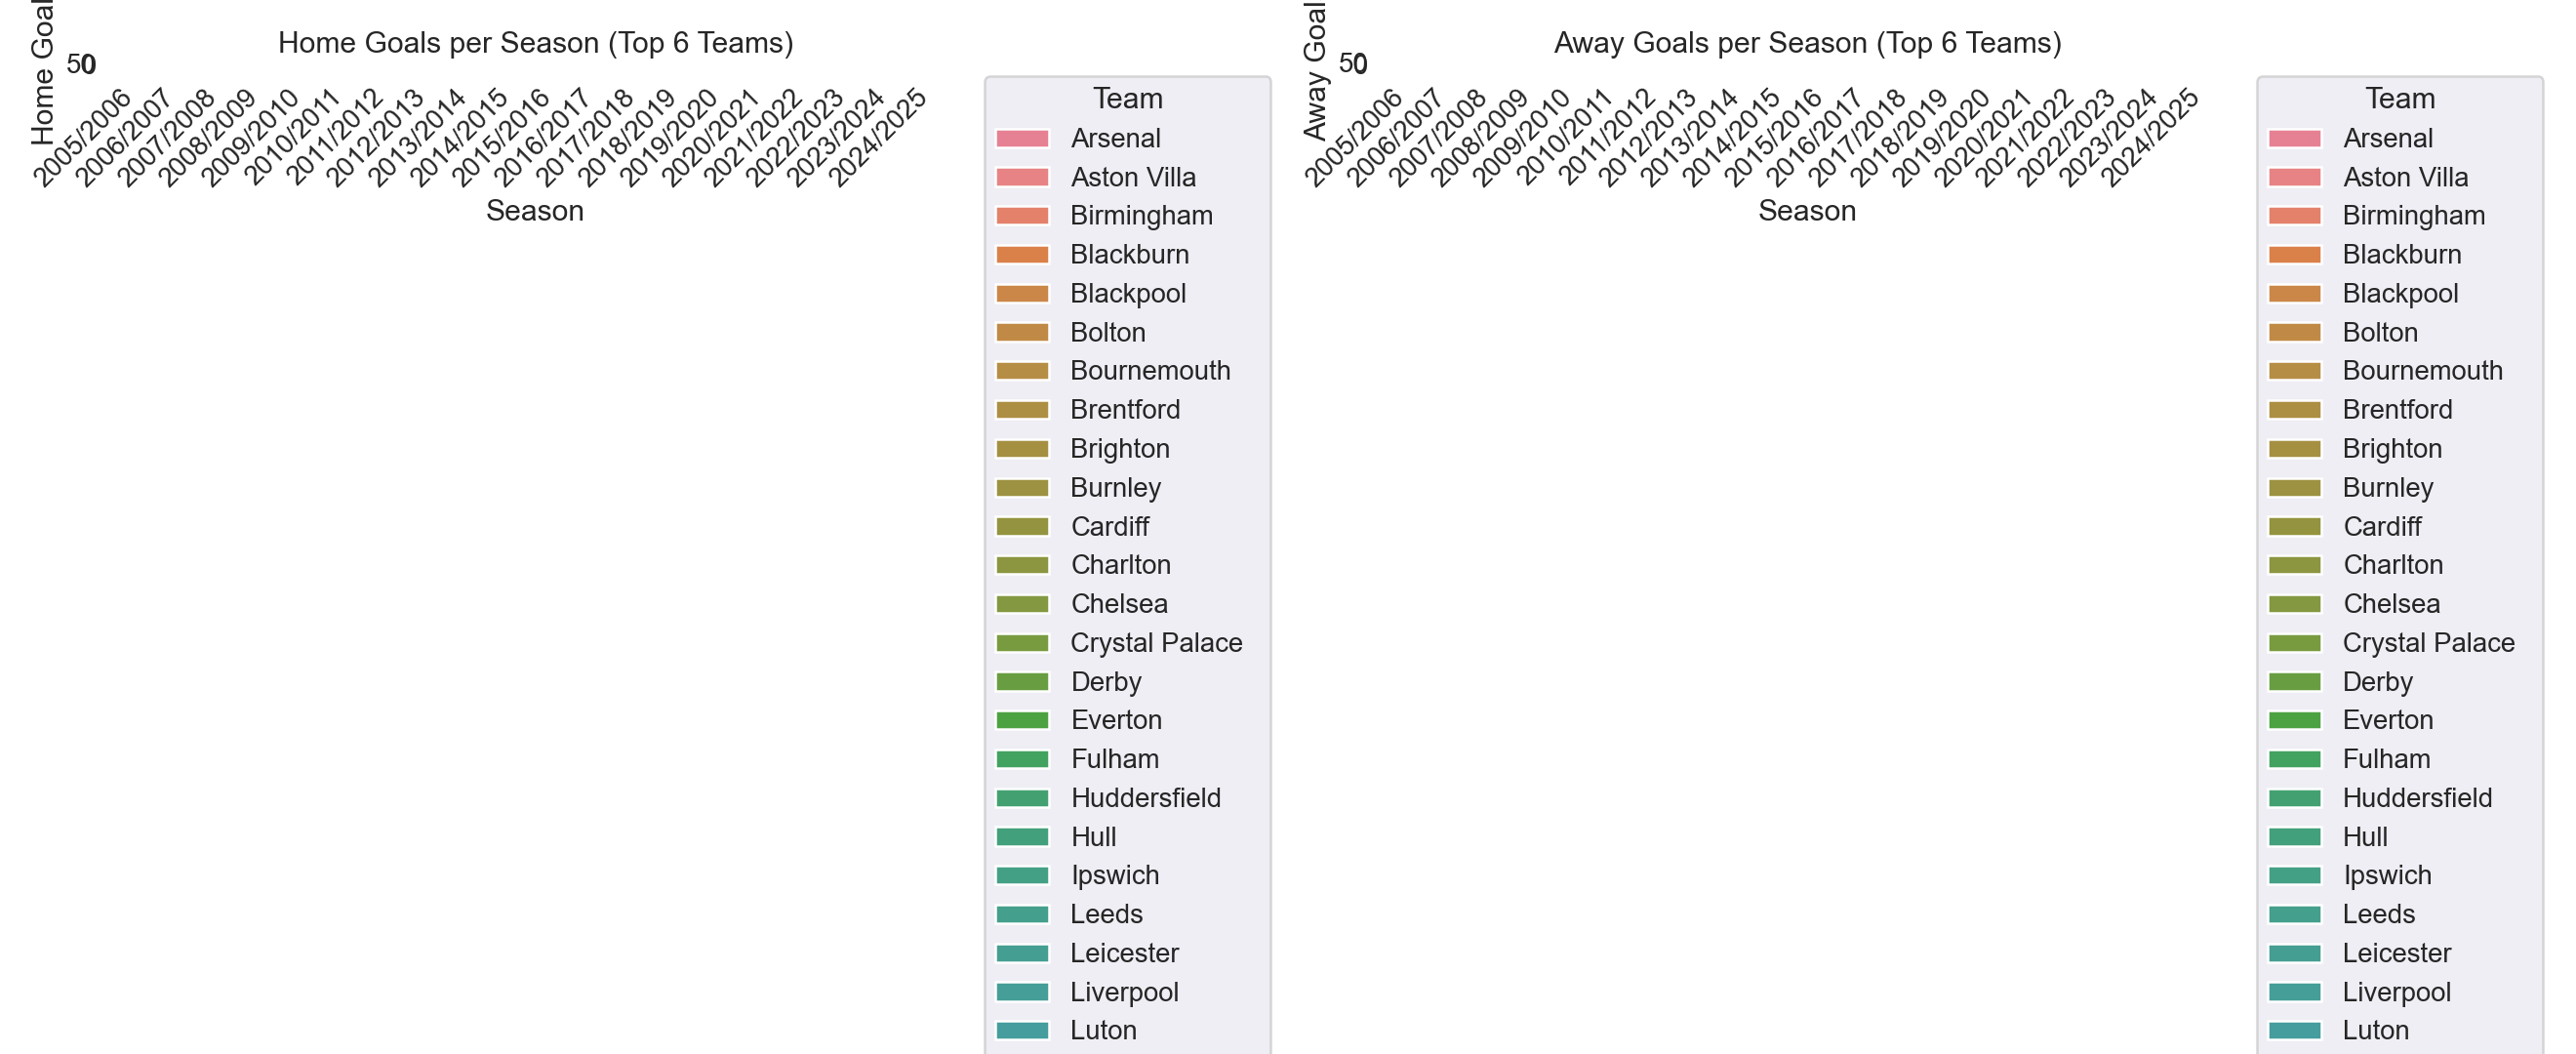 Home Goals per Season (Top 6 Teams)
Home Goal
50
0
2005/2006
2006/2007
2007/2008
2008/2009
2009/2010
2010/2011
2011/2012
2012/2013
2013/2014
2014/2015
2015/2016
2016/2017
2017/2018
2018/2019
2019/2020
2020/2021
2021/2022
2022/2023
2023/2024
2024/2025
Season
Team
Arsenal
Aston Villa
Birmingham
Blackburn
Blackpool
Bolton
Bournemouth
Brentford
Brighton
Burnley
Cardiff
Charlton
Chelsea
Crystal Palace
Derby
Everton
Fulham
Huddersfield
Hull
Ipswich
Leeds
Leicester
Liverpool
Luton
Away Goals per Season (Top 6 Teams)
Away Goal
50
0
2005/2006
2006/2007
2007/2008
2008/2009
2009/2010
2010/2011
2011/2012
2012/2013
2013/2014
2014/2015
2015/2016
2016/2017
2017/2018
2018/2019
2019/2020
2020/2021
2021/2022
2022/2023
2023/2024
2024/2025
Season
Team
Arsenal
Aston Villa
Birmingham
Blackburn
Blackpool
Bolton
Bournemouth
Brentford
Brighton
Burnley
Cardiff
Charlton
Chelsea
Crystal Palace
Derby
Everton
Fulham
Huddersfield
Hull
Ipswich
Leeds
Leicester
Liverpool
Luton